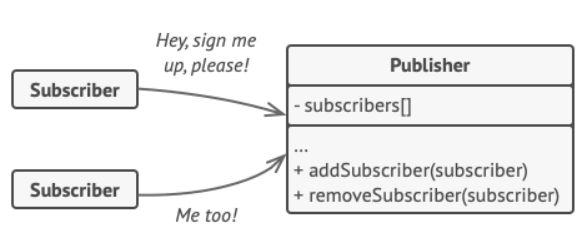 Hey, sign me
up, please!
Subscriber
Subscriber
Me too!
Publisher
- subscribers[]
...
+ addSubscriber(subscriber)
+ removeSubscriber(subscriber)